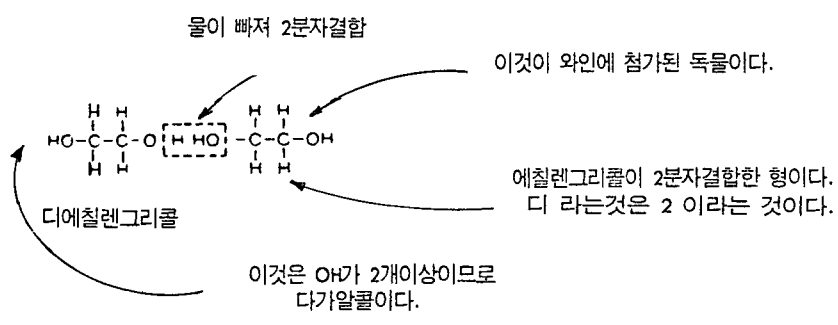 물이 빠져 2분자결합
이것이 와인에 첨가된 독물이다.
H H H H
HO-C-C-O H HO-C-C-OH
H H H H
에칠렌그리콜이 2분자결합한 형이다.
디 라는것은 2 이라는 것이다.
디에칠렌그리콜
이것은 OH가 2개이상이므로
다가알콜이다.